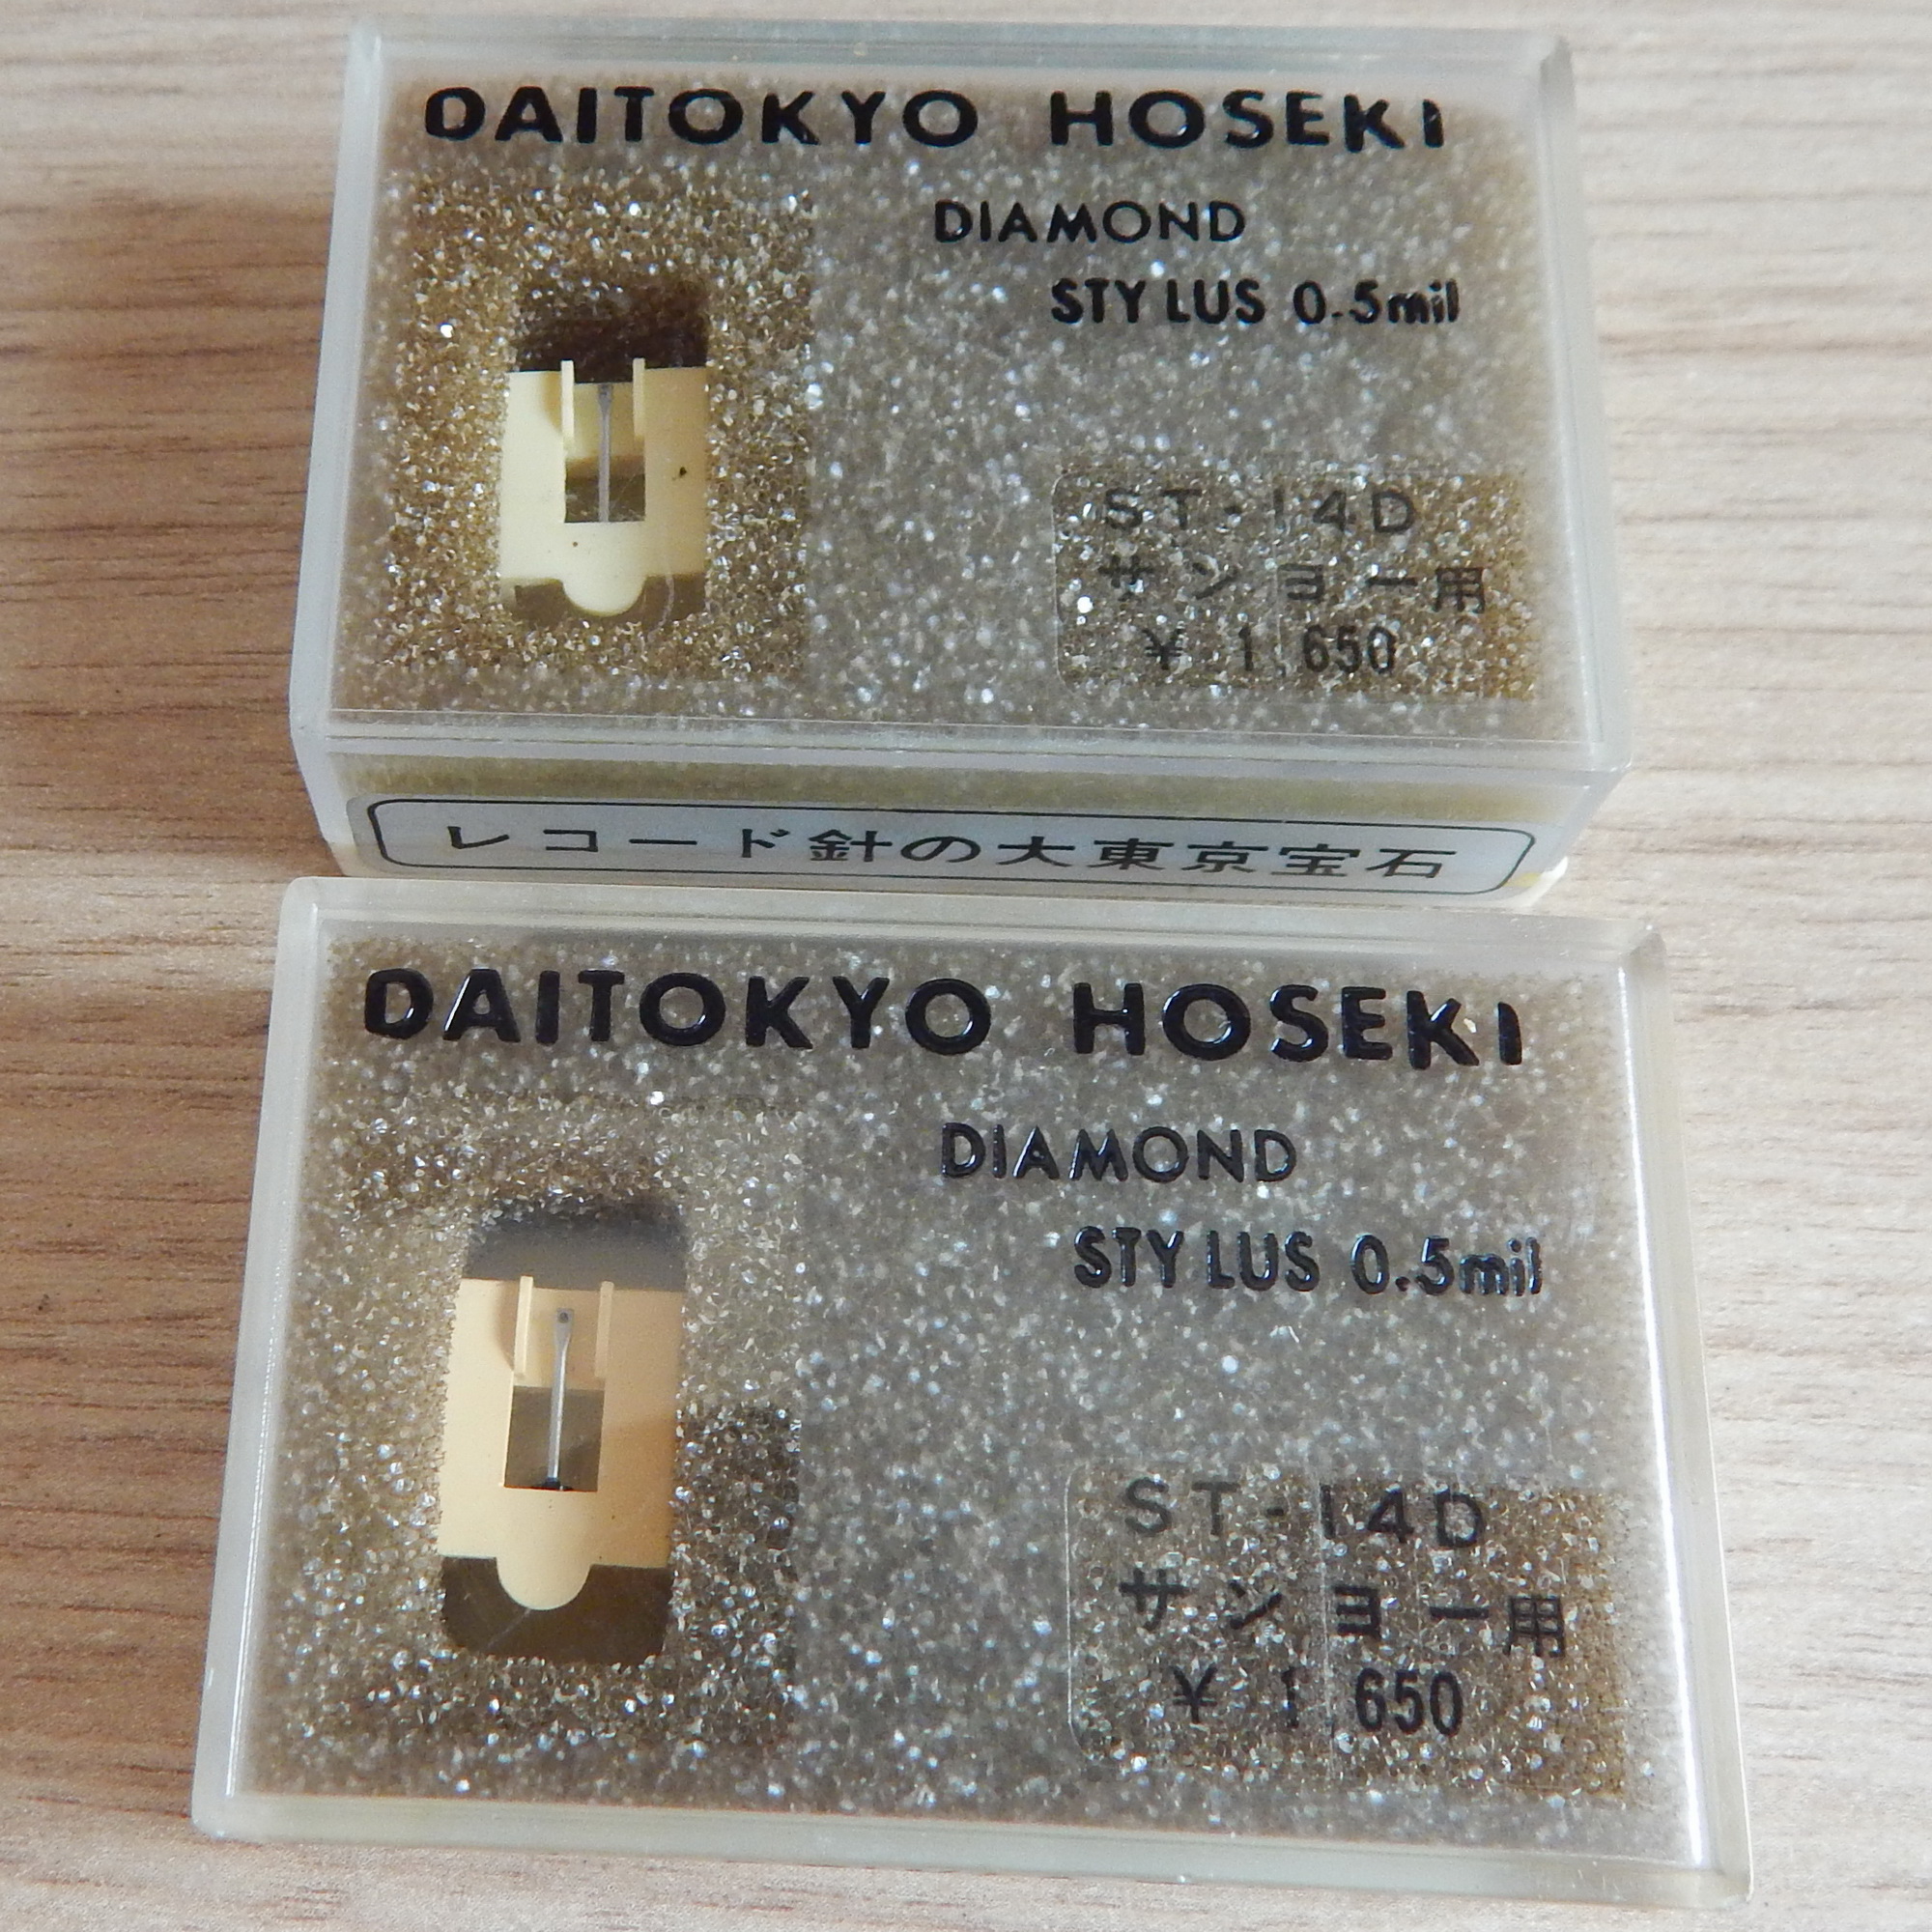 DAITOKYO HOSEKI
DIAMOND
STYLUS 0.5mil
ST-14D
サンヨー用
¥ 1,650
レコード針の大東京宝石
DAITOKYO HOSEKI
DIAMOND
STYLUS 0.5mil
ST-14D
サンヨー用
¥ 1,650